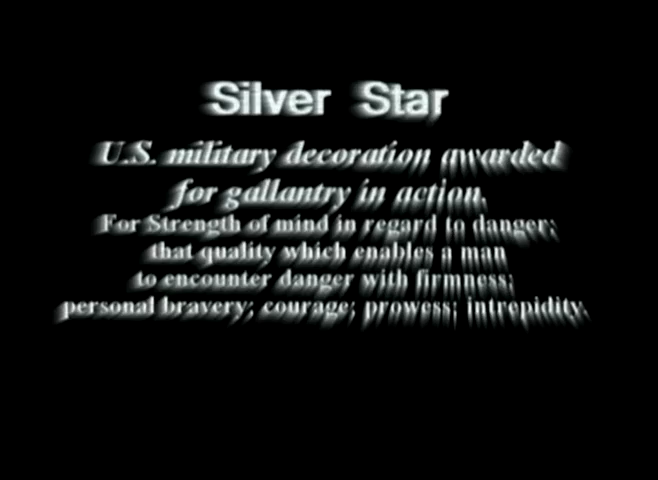 Silver Star
U.S. military decoration awarded
for gallantry in action.
For Strength of mind in regard to danger;
that quality which enables a man
to encounter danger with firmness;
personal bravery; courage; prowess; intrepidity.